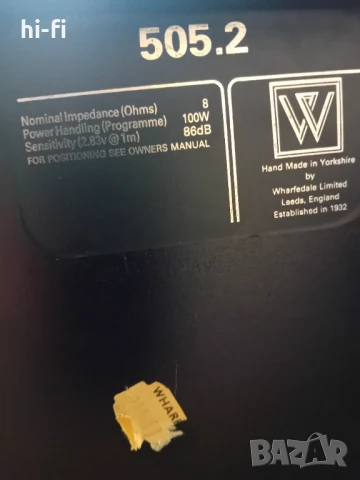 hi-fi
505.2
Nominal Impedance (Ohms) 8
Power Handling (Programme) 100W
Sensitivity (2.83v @ 1m) 86dB
FOR POSITIONING SEE OWNERS MANUAL
W
Hand Made in Yorkshire
by
Wharfedale Limited
Leeds, England
Established in 1932
WHAR
BAZAR
.bg